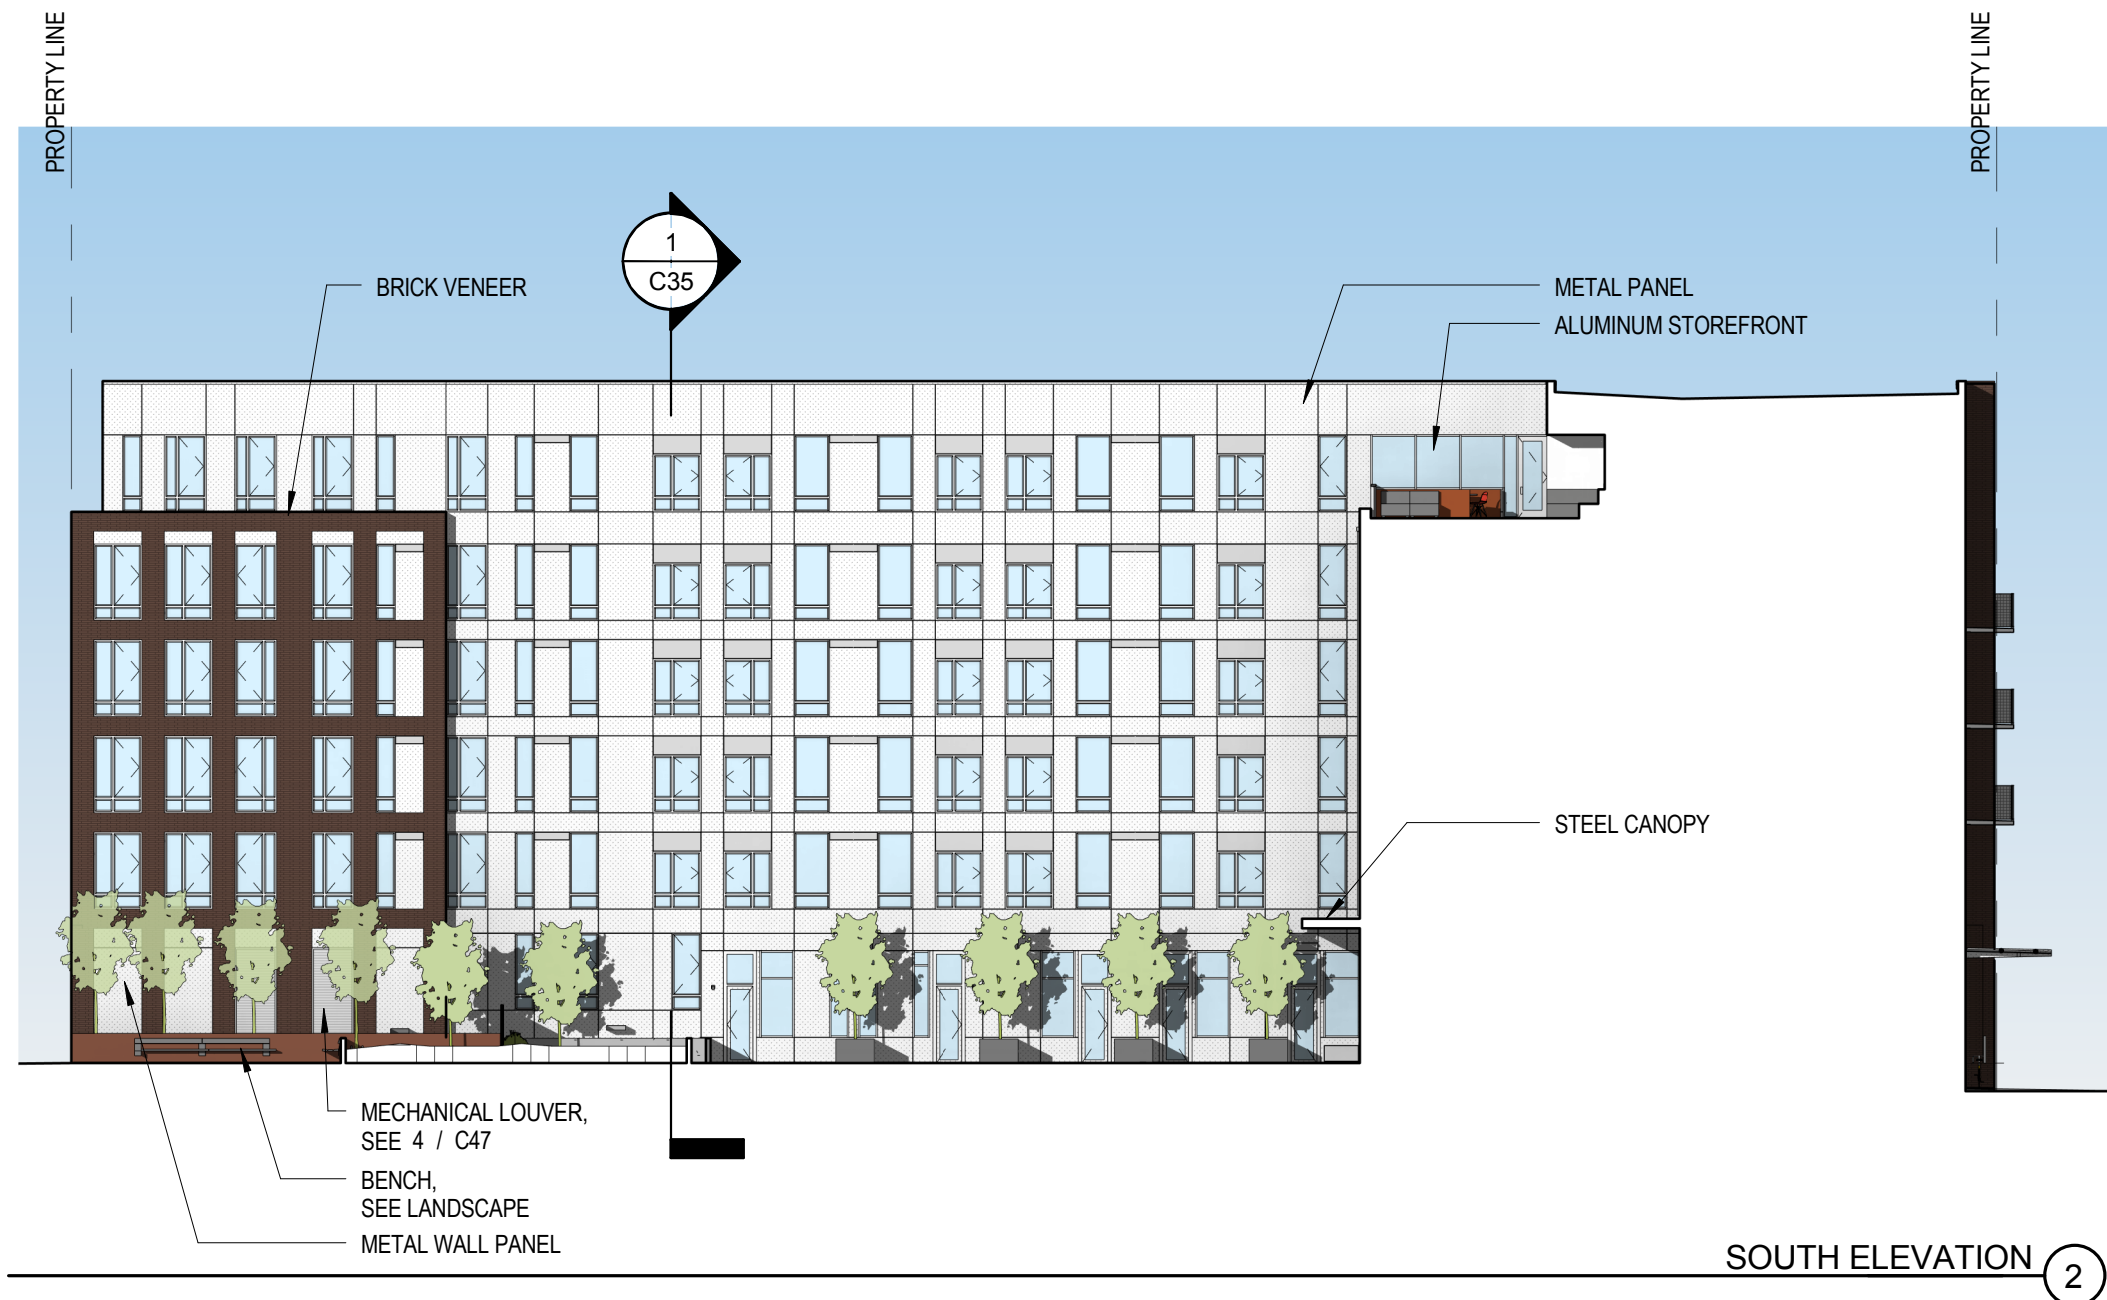 PROPERTY LINE
PROPERTY LINE
1
C35
BRICK VENEER
METAL PANEL
ALUMINUM STOREFRONT
STEEL CANOPY
MECHANICAL LOUVER,
SEE 4 / C47
BENCH,
SEE LANDSCAPE
METAL WALL PANEL
SOUTH ELEVATION
2